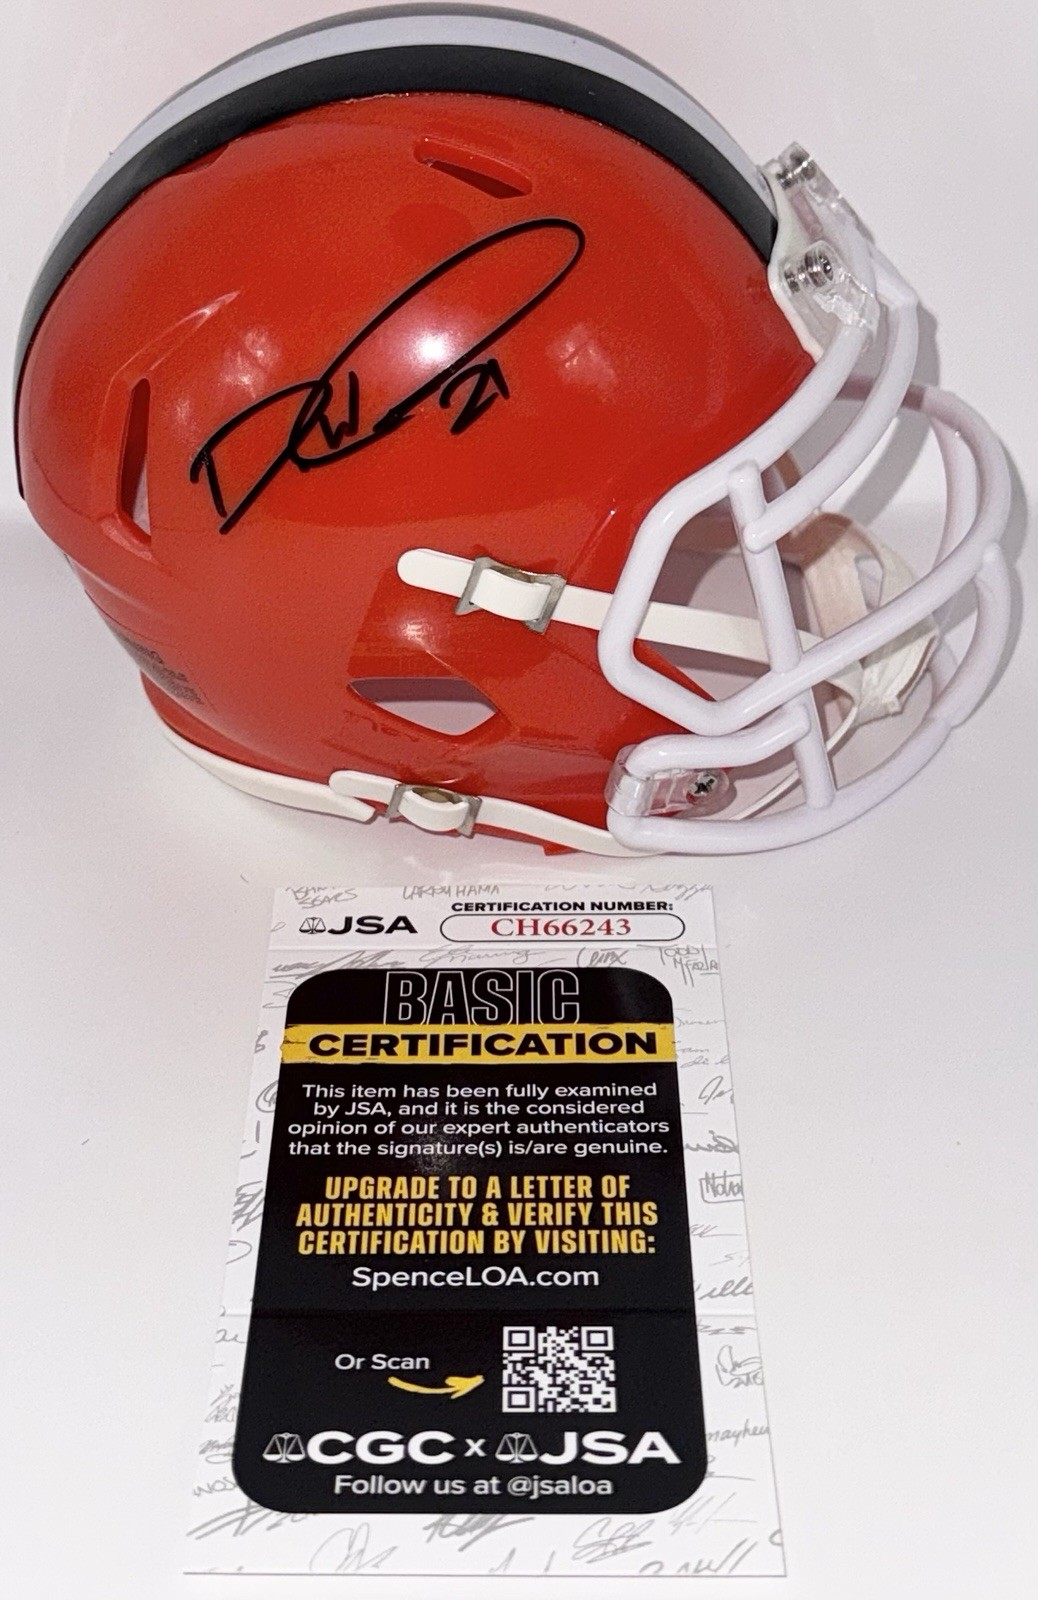 D W 21
JSA
CERTIFICATION NUMBER:
CH66243
BASIC
CERTIFICATION
This item has been fully examined
by JSA, and it is the considered
opinion of our expert authenticators
that the signature(s) is/are genuine.
UPGRADE TO A LETTER OF
AUTHENTICITY & VERIFY THIS
CERTIFICATION BY VISITING:
SpenceLOA.com
Or Scan
CGC x JSA
Follow us at @jsaloa